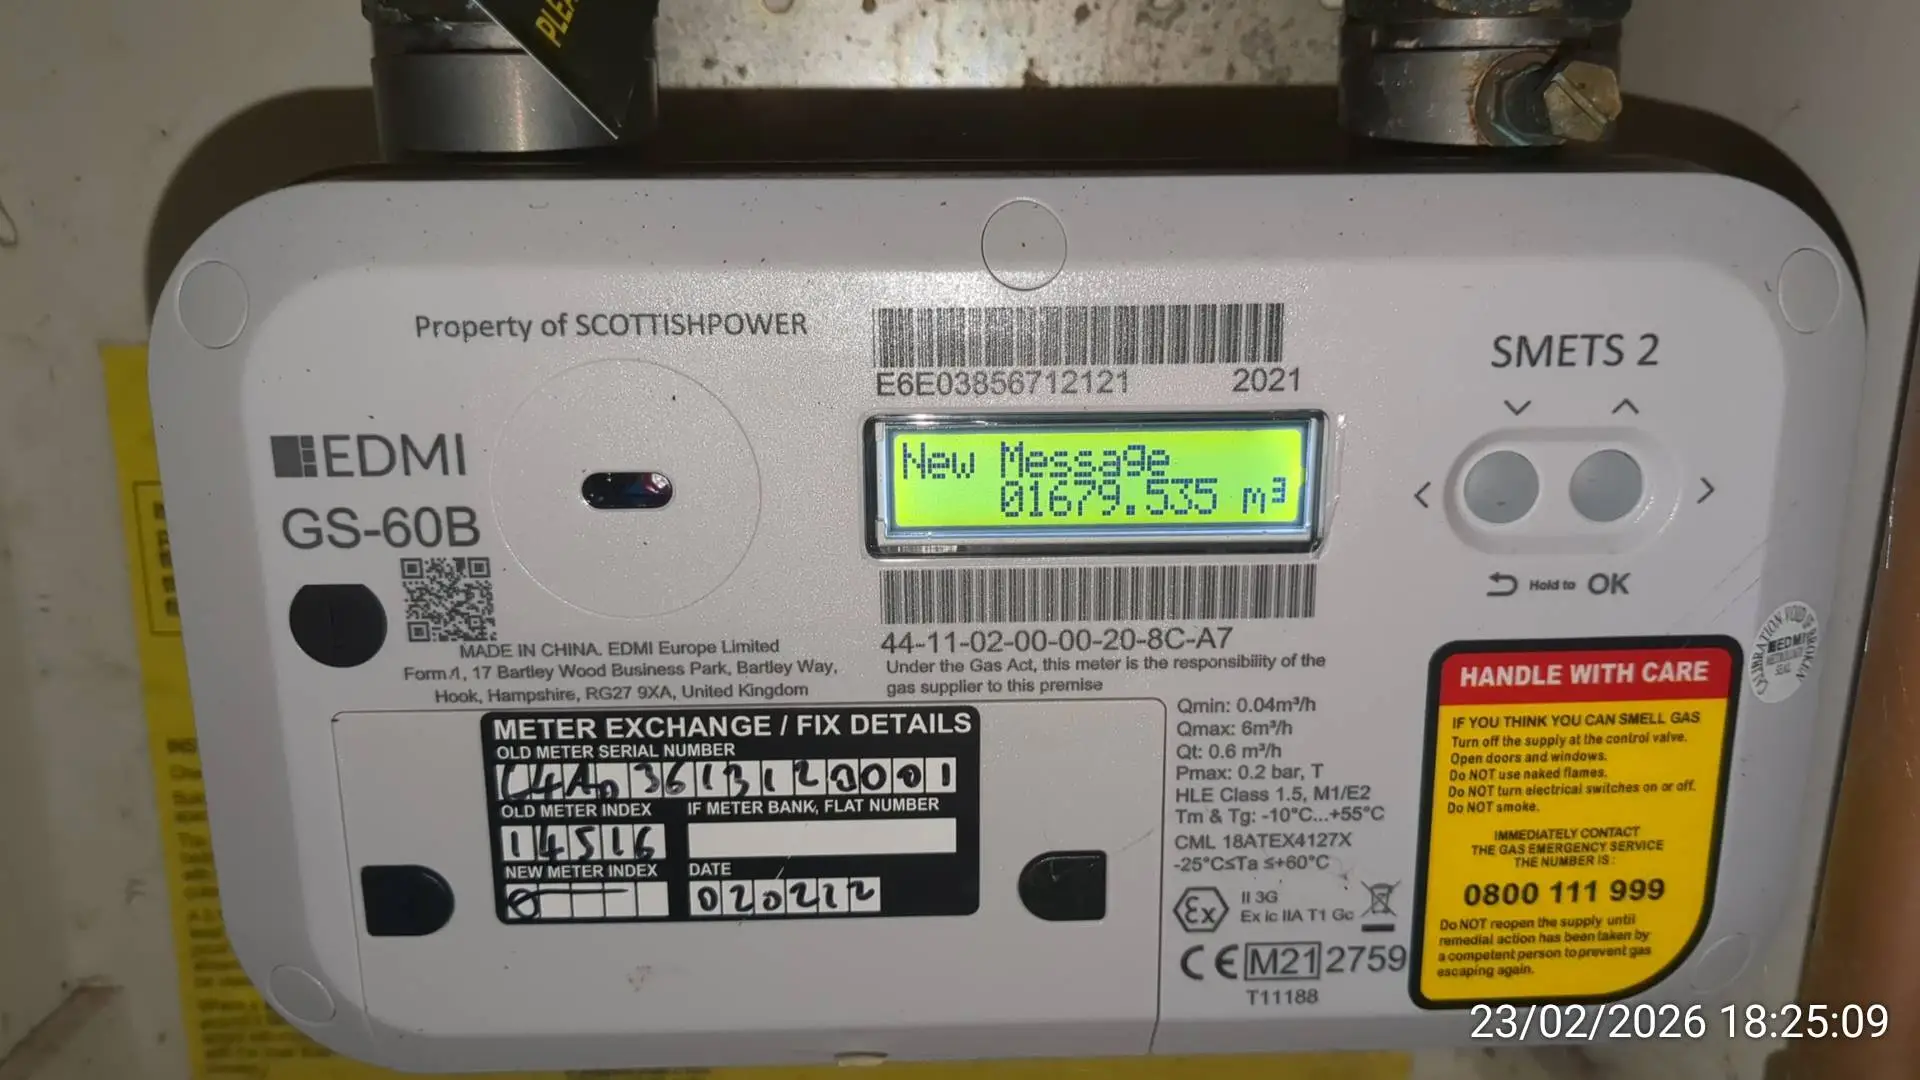 PLEA
Property of SCOTTISHPOWER
E6E03856712121 2021
SMETS 2
EDMI
GS-60B
New Message
01679.535 m³
Hold to OK
44-11-02-00-00-20-8C-A7
Under the Gas Act, this meter is the responsibility of the
gas supplier to this premise
MADE IN CHINA. EDMI Europe Limited
Form 1, 17 Bartley Wood Business Park, Bartley Way,
Hook, Hampshire, RG27 9XA, United Kingdom
METER EXCHANGE / FIX DETAILS
OLD METER SERIAL NUMBER
OLD METER INDEX
14516
IF METER BANK, FLAT NUMBER
NEW METER INDEX
0
DATE
020212
Qmin: 0.04m³/h
Qmax: 6m³/h
Qt: 0.6 m³/h
Pmax: 0.2 bar, T
HLE Class 1.5, M1/E2
Tm & Tg: -10°C...+55°C
CML 18ATEX4127X
-25°C≤Ta ≤+60°C
Ex II 3G
Ex ic IIA T1 Gc
CE M21 2759
T11188
CALIBRATION VOID IF BROKEN
EDMI
SEAL
HANDLE WITH CARE
IF YOU THINK YOU CAN SMELL GAS
Turn off the supply at the control valve.
Open doors and windows.
Do NOT use naked flames.
Do NOT turn electrical switches on or off.
Do NOT smoke.
IMMEDIATELY CONTACT
THE GAS EMERGENCY SERVICE
THE NUMBER IS:
0800 111 999
Do NOT reopen the supply until
remedial action has been taken by
a competent person to prevent gas
escaping again.
23/02/2026 18:25:09